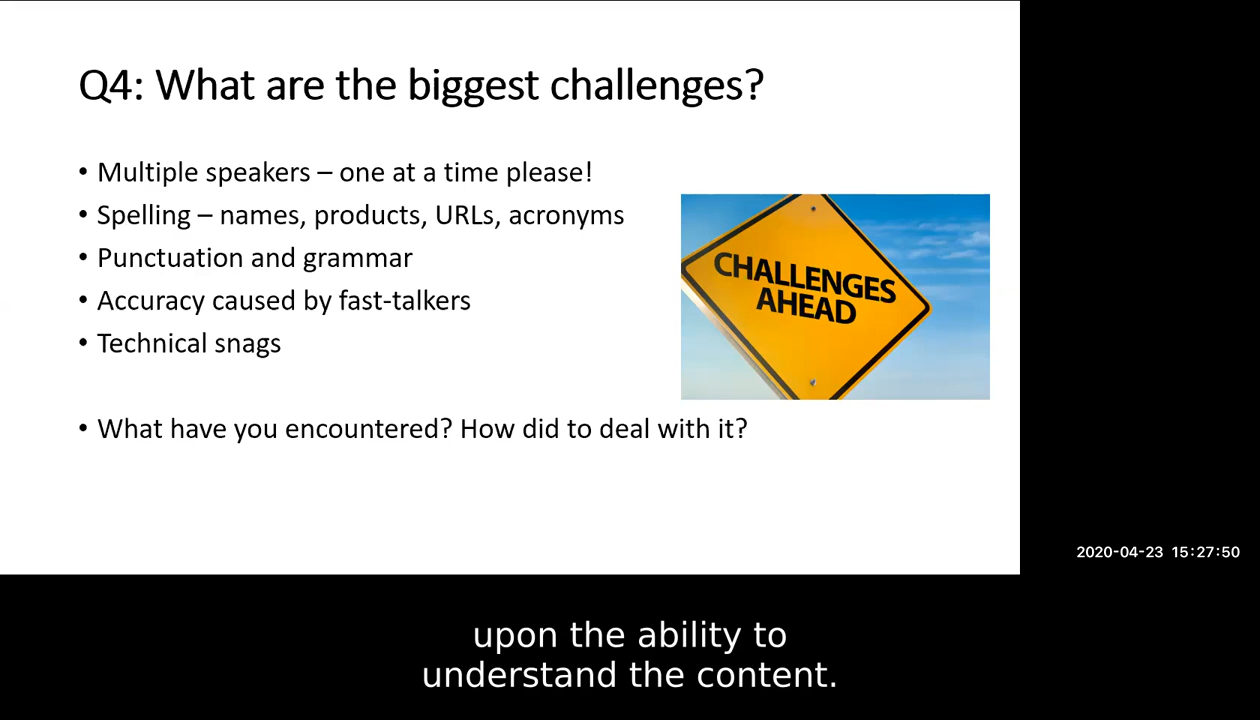 Q4: What are the biggest challenges?
• Multiple speakers – one at a time please!
• Spelling – names, products, URLs, acronyms
• Punctuation and grammar
• Accuracy caused by fast-talkers
• Technical snags
• What have you encountered? How did to deal with it?
CHALLENGES
AHEAD
2020-04-23 15:27:50
upon the ability to
understand the content.